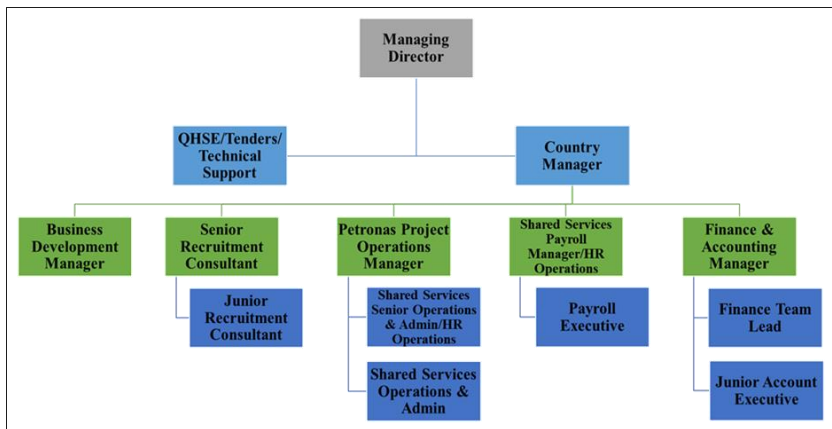 Managing
Director
QHSE/Tenders/
Technical
Support
Country
Manager
Business
Development
Manager
Senior
Recruitment
Consultant
Petronas Project
Operations
Manager
Shared Services
Payroll
Manager/HR
Operations
Finance &
Accounting
Manager
Junior
Recruitment
Consultant
Shared Services
Senior Operations
& Admin/HR
Operations
Payroll
Executive
Finance Team
Lead
Shared Services
Operations &
Admin
Junior Account
Executive